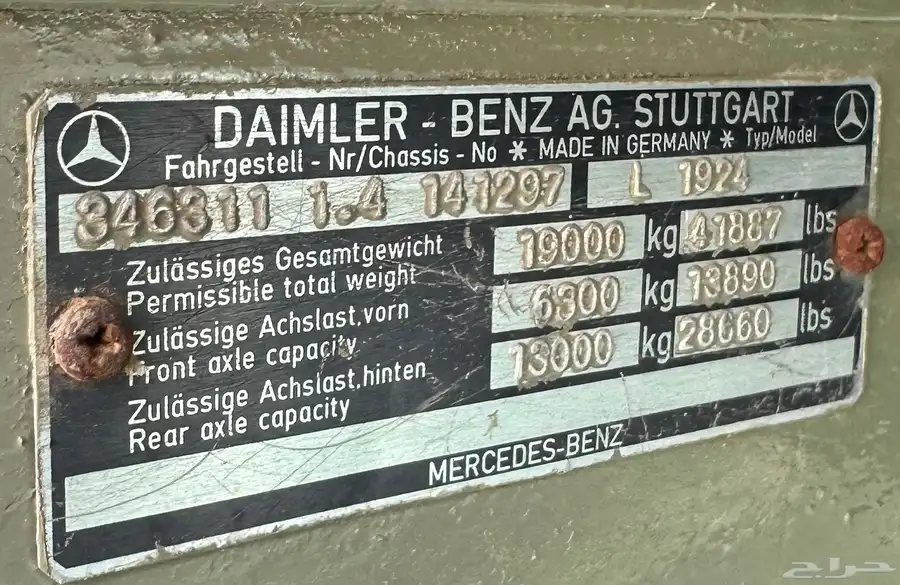 DAIMLER - BENZ AG. STUTTGART
Fahrgestell - Nr/Chassis - No * MADE IN GERMANY * Typ/Model
346311 1.4 141297 L 1924
Zulässiges Gesamtgewicht
Permissible total weight
19000 kg 41887 lbs
Zulässige Achslast,vorn
Front axle capacity
6300 kg 13890 lbs
Zulässige Achslast,hinten
Rear axle capacity
13000 kg 28660 lbs
MERCEDES-BENZ
حراج